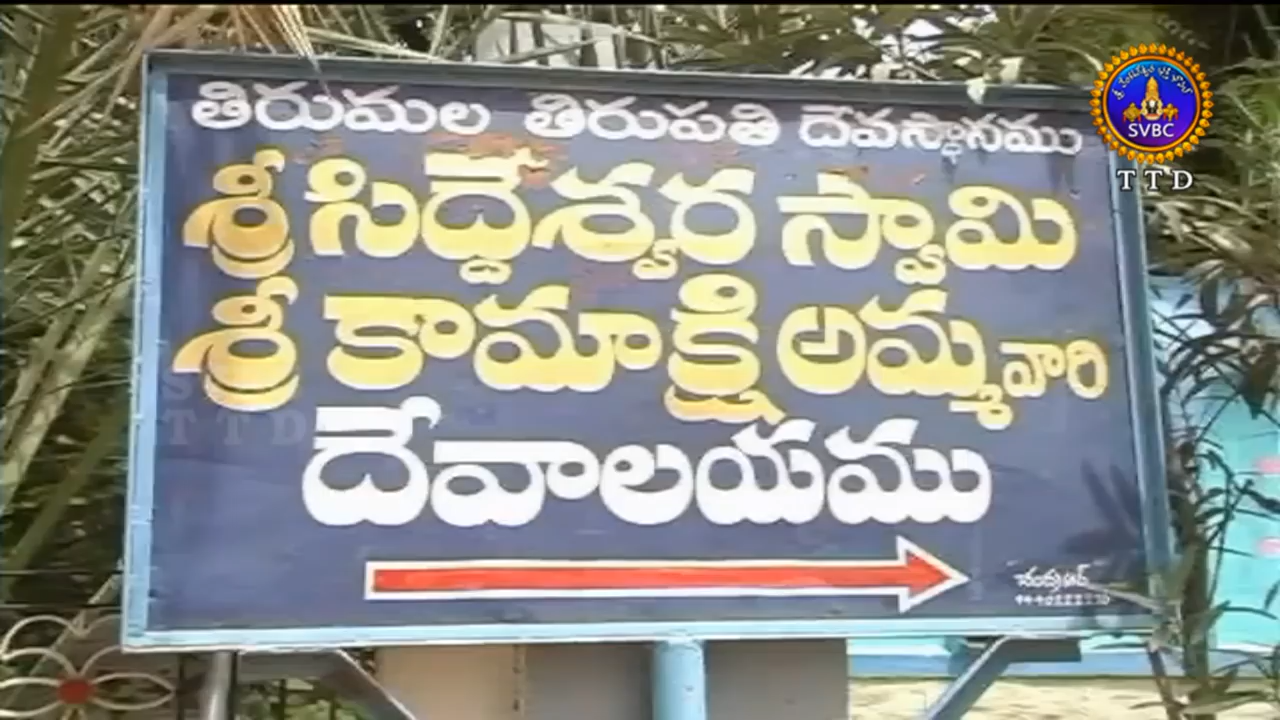 తిరుమల తిరుపతి దేవస్థానము
శ్రీ సిద్దేశ్వర స్వామి
శ్రీ కామాక్షి అమ్మవారి
దేవాలయము
SVBC
TTD